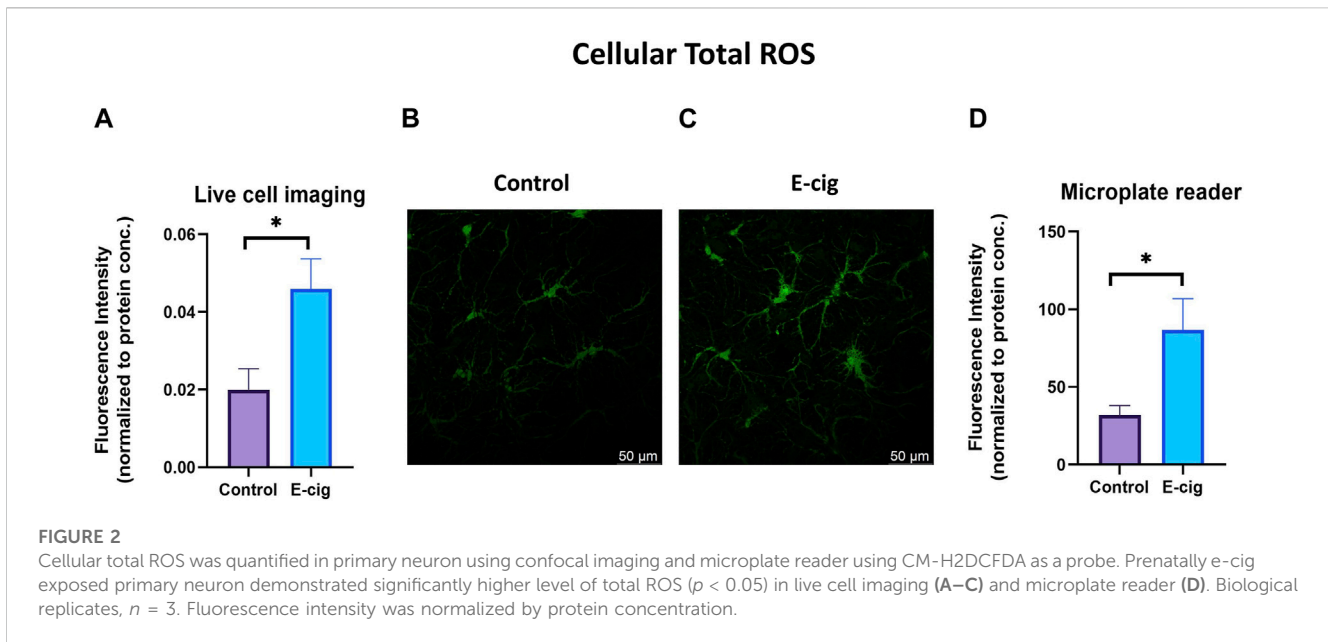 Cellular Total ROS
A
B
C
D
Live cell imaging
Fluorescence Intensity
(normalized to protein conc.)
0.06
0.04
0.02
0.00
*
Control
E-cig
Control
50 µm
E-cig
50 µm
Microplate reader
Fluorescence Intensity
(normalized to protein conc.)
150
100
50
0
*
Control
E-cig
FIGURE 2
Cellular total ROS was quantified in primary neuron using confocal imaging and microplate reader using CM-H2DCFDA as a probe. Prenatally e-cig
exposed primary neuron demonstrated significantly higher level of total ROS (p < 0.05) in live cell imaging (A–C) and microplate reader (D). Biological
replicates, n = 3. Fluorescence intensity was normalized by protein concentration.